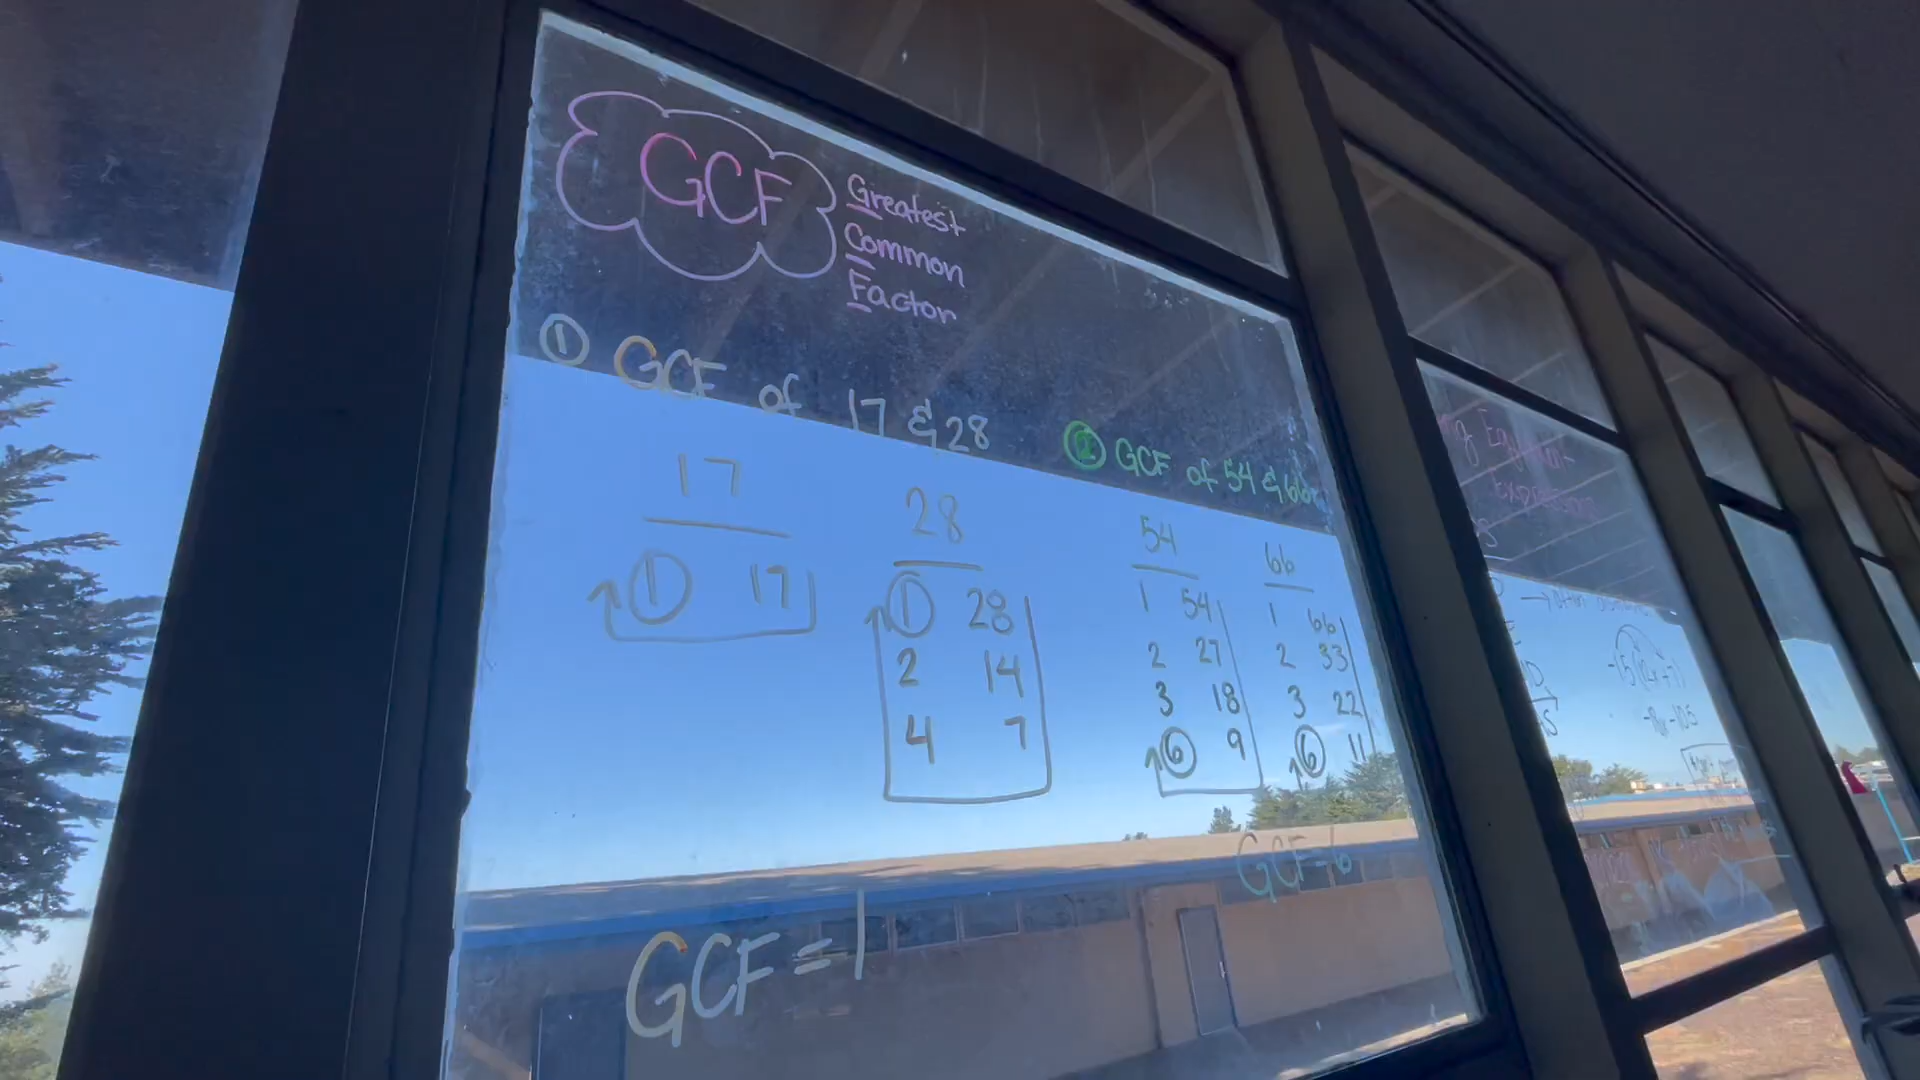 GCF
Greatest
Common
Factor
① GCF of 17 & 28
17
① 17
28
① 28
2 14
4 7
GCF = 1
② GCF of 54 & 66
54
1 54
2 27
3 18
⑥ 9
66
1 66
2 33
3 22
⑥ 11
GCF=6
Expression